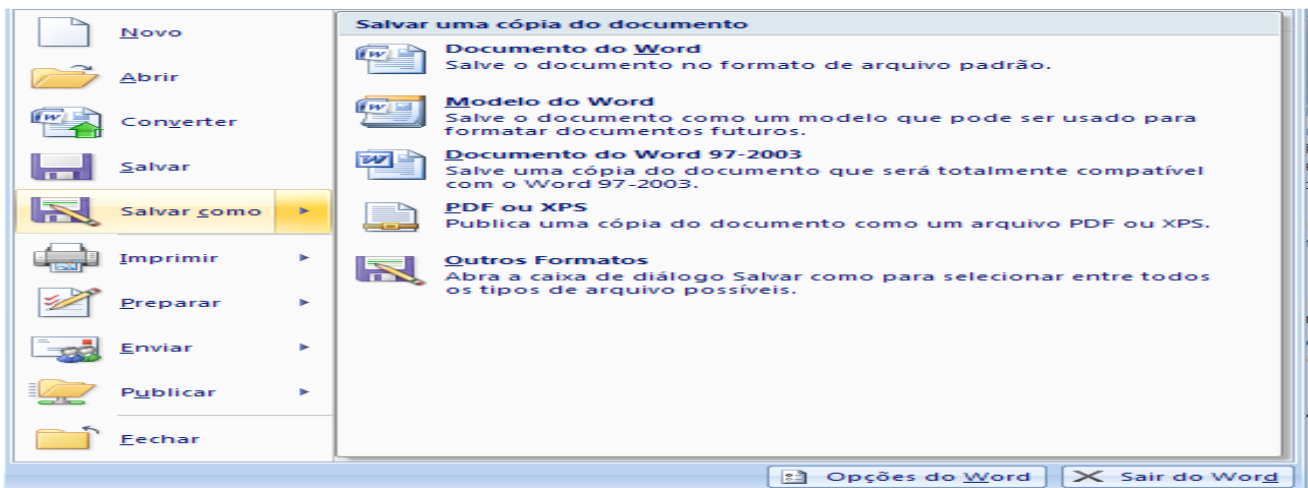 Novo
Abrir
Converter
Salvar
Salvar como
Imprimir
Preparar
Enviar
Publicar
Fechar
Salvar uma cópia do documento
Documento do Word
Salve o documento no formato de arquivo padrão.
Modelo do Word
Salve o documento como um modelo que pode ser usado para
formatar documentos futuros.
Documento do Word 97-2003
Salve uma cópia do documento que será totalmente compatível
com o Word 97-2003.
PDF ou XPS
Publica uma cópia do documento como um arquivo PDF ou XPS.
Outros Formatos
Abra a caixa de diálogo Salvar como para selecionar entre todos
os tipos de arquivo possíveis.
Opções do Word
Sair do Word